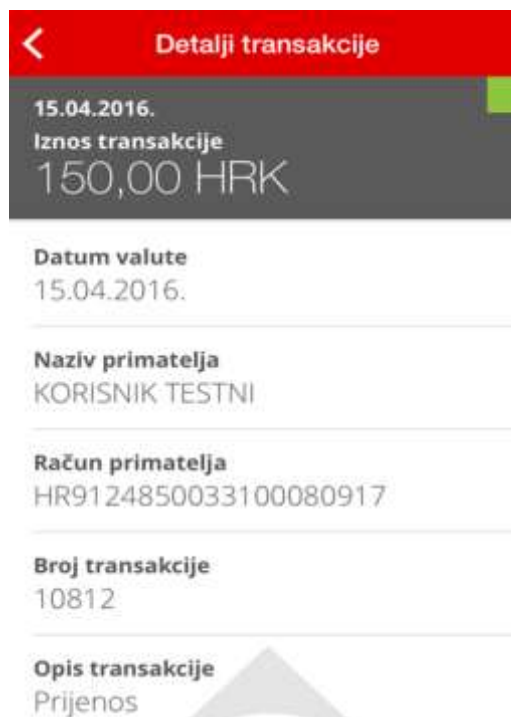 Detalji transakcije
15.04.2016.
Iznos transakcije
150,00 HRK
Datum valute
15.04.2016.
Naziv primatelja
KORISNIK TESTNI
Račun primatelja
HR9124850033100080917
Broj transakcije
10812
Opis transakcije
Prijenos